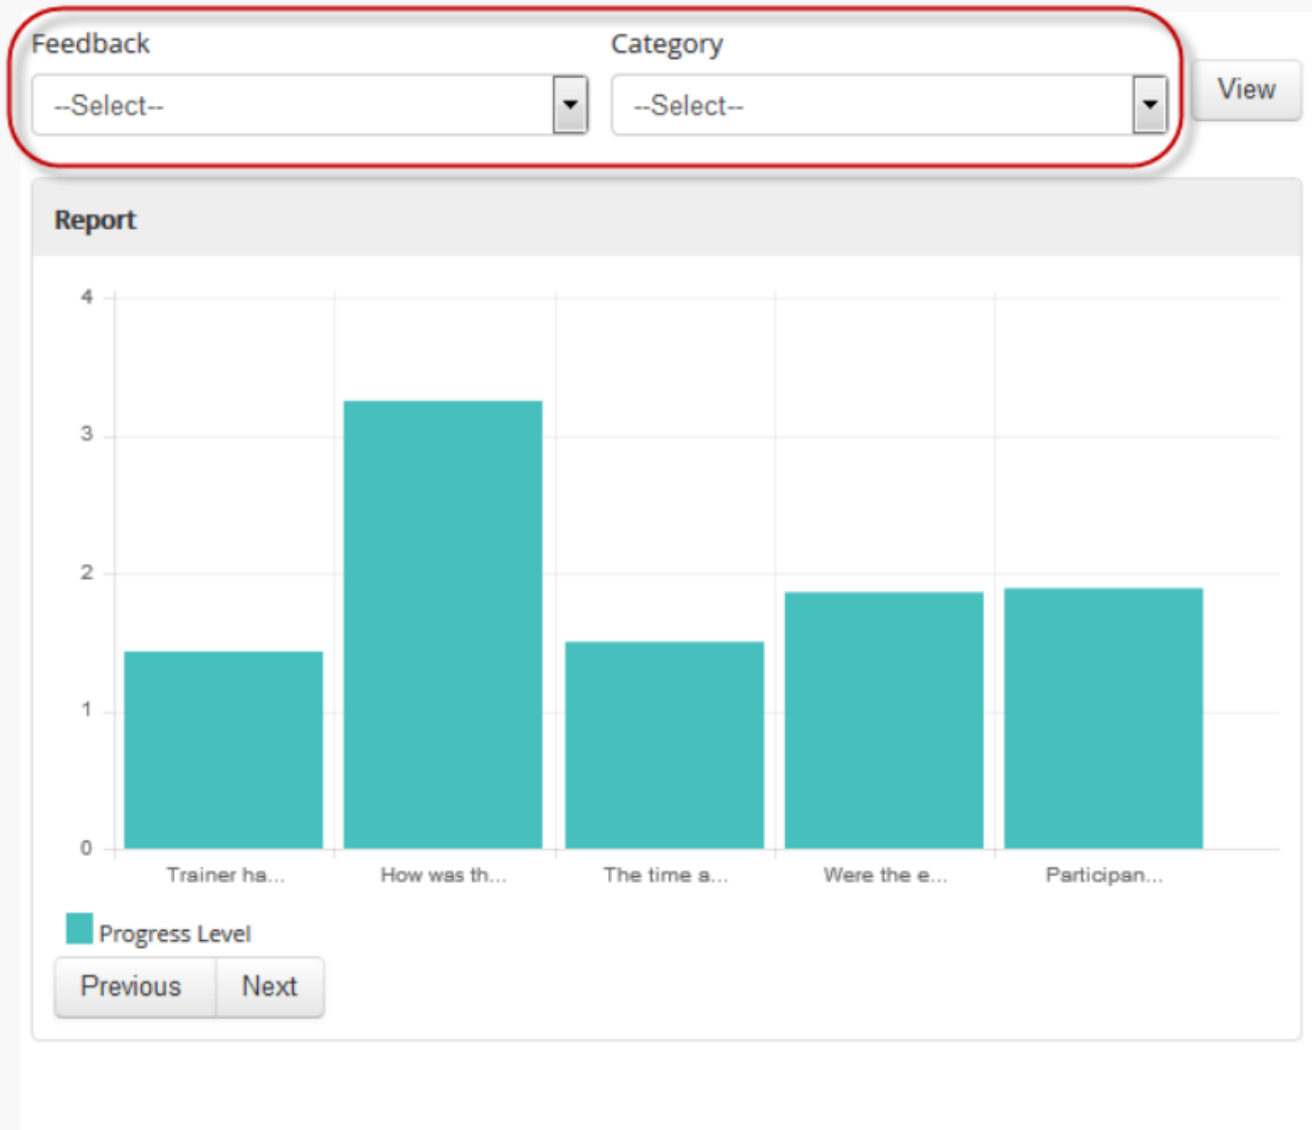 Feedback
Category
--Select--
--Select--
View
Report
4
3
2
1
0
Trainer ha...
How was th...
The time a...
Were the e...
Participan...
Progress Level
Previous
Next